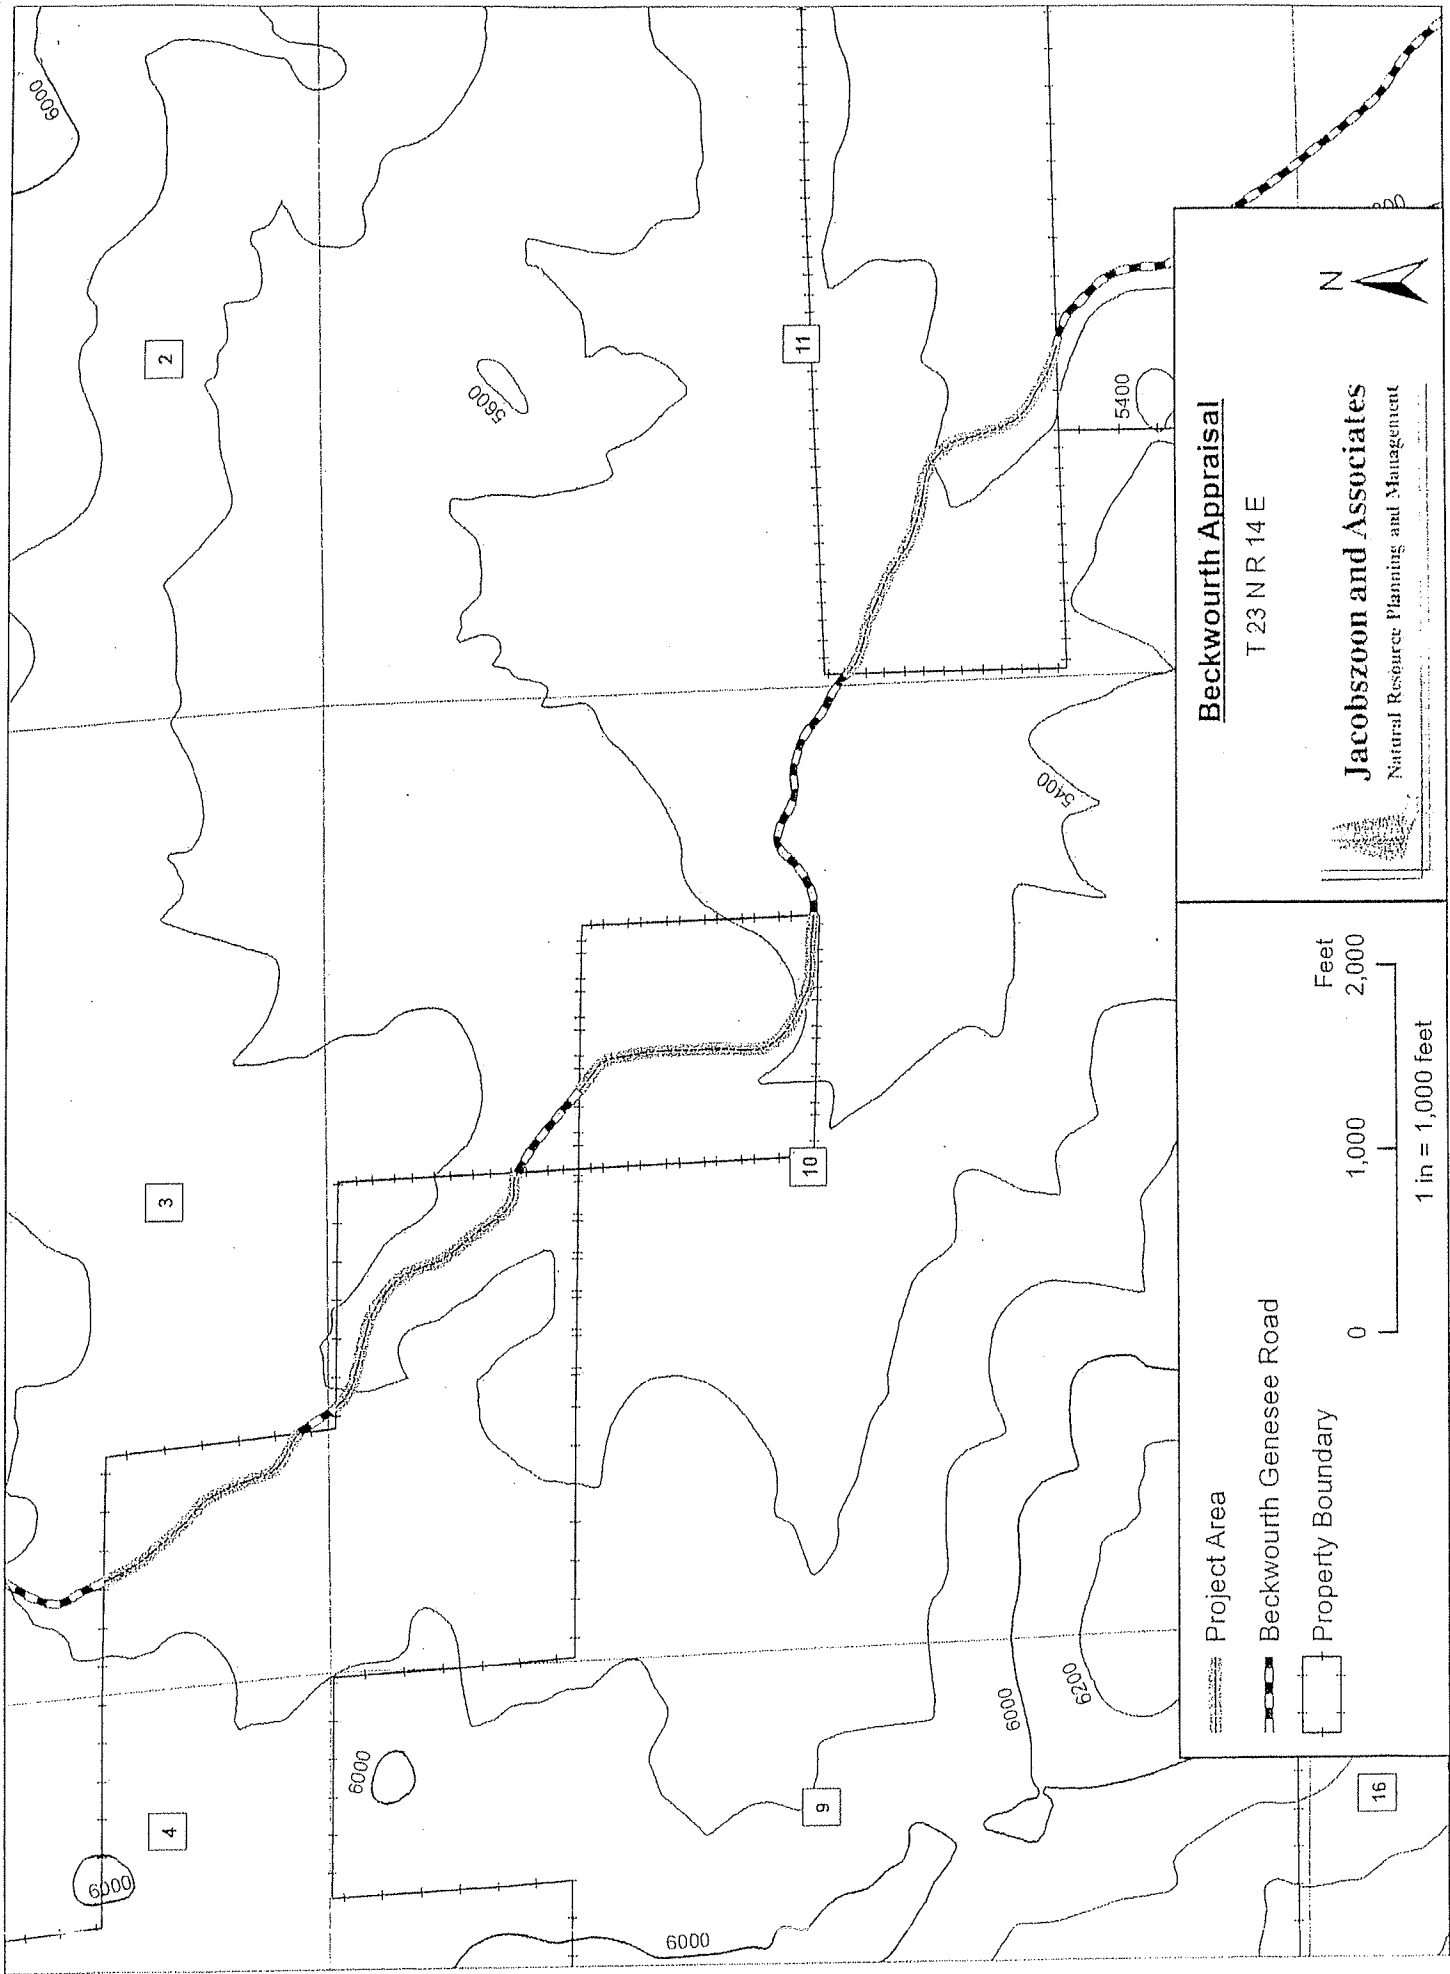 6000
2
5600
11
3
10
5400
5400
4
6000
6000
9
6000
6000
6200
16
Project Area
Beckwourth Genesee Road
Property Boundary
Feet
0 1,000 2,000
1 in = 1,000 feet
Beckwourth Appraisal
T 23 N R 14 E
N
Jacobszoon and Associates
Natural Resource Planning and Management